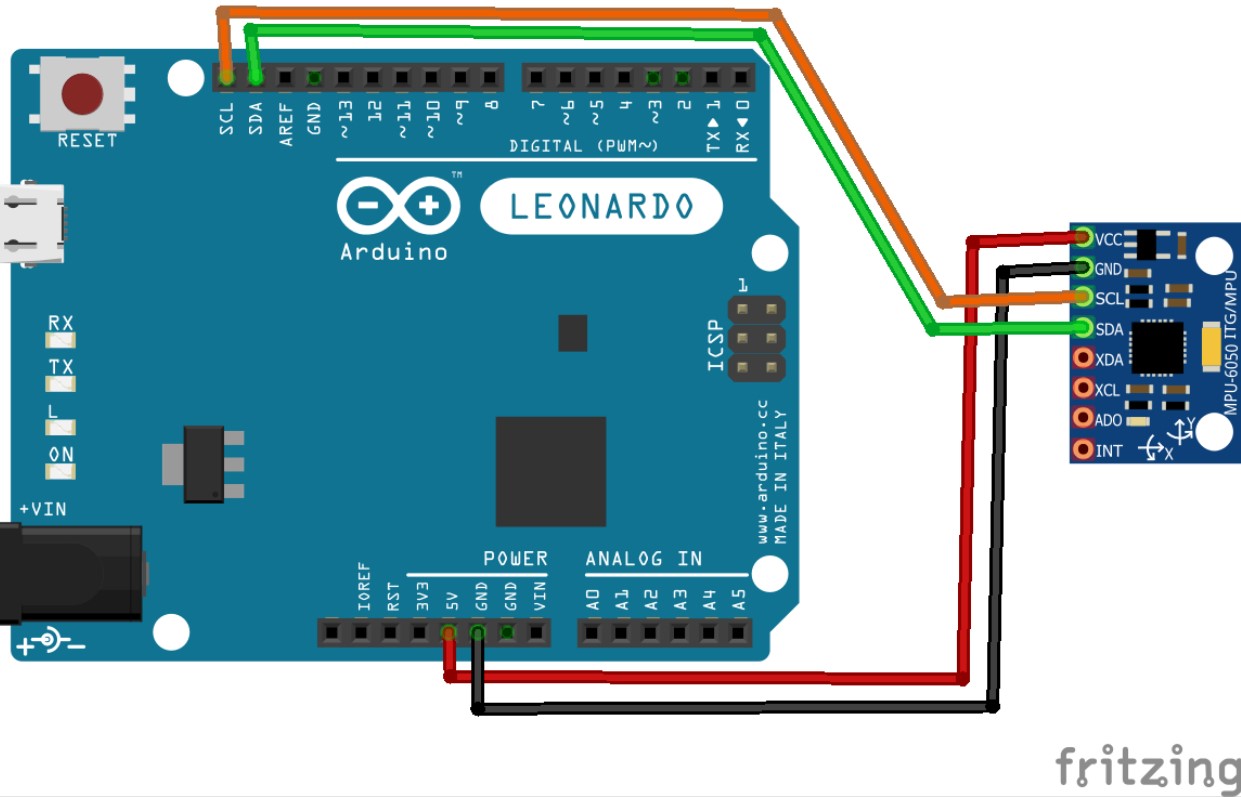 RESET
SCL
SDA
AREF
GND
~13
12
~11
~10
~9
8
7
~6
~5
4
~3
2
TX▶1
RX◀0
DIGITAL (PWM~)
TM
Arduino
LEONARDO
RX
TX
L
ON
+VIN
1
ICSP
www.arduino.cc
MADE IN ITALY
POWER
ANALOG IN
IOREF
RST
3V3
5V
GND
GND
VIN
A0
A1
A2
A3
A4
A5
+ −
VCC
GND
SCL
SDA
XDA
XCL
ADO
INT
MPU-6050 ITG/MPU
Y
X
fritzing